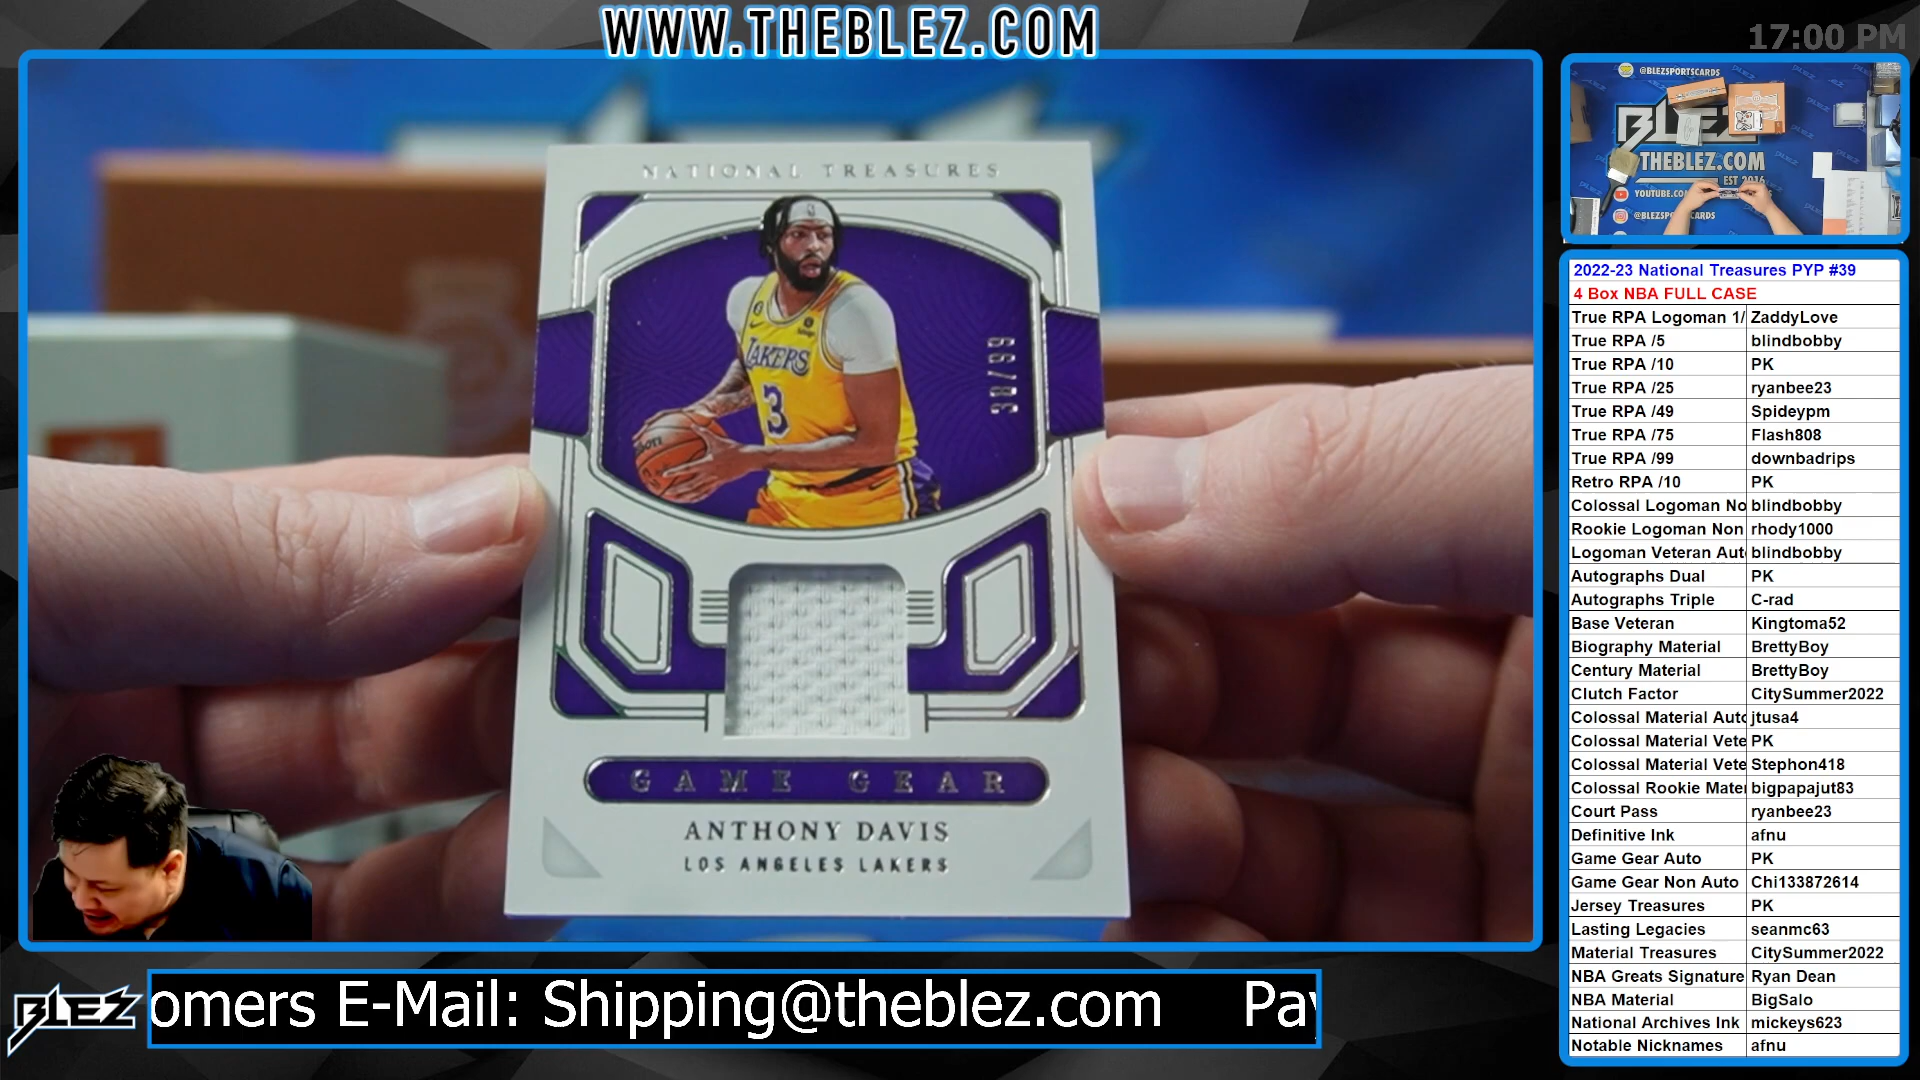 WWW.THEBLEZ.COM
17:00 PM
NATIONAL TREASURES
LAKERS
3
38/99
GAME GEAR
ANTHONY DAVIS
LOS ANGELES LAKERS
@BLEZSPORTSCARDS
BLEZ
THEBLEZ.COM
EST 2016
YOUTUBE.CO
@BLEZSP CARDS
2022-23 National Treasures PYP #39
4 Box NBA FULL CASE
True RPA Logoman 1/ ZaddyLove
True RPA /5 blindbobby
True RPA /10 PK
True RPA /25 ryanbee23
True RPA /49 Spideypm
True RPA /75 Flash808
True RPA /99 downbadrips
Retro RPA /10 PK
Colossal Logoman No blindbobby
Rookie Logoman Non rhody1000
Logoman Veteran Aut blindbobby
Autographs Dual PK
Autographs Triple C-rad
Base Veteran Kingtoma52
Biography Material BrettyBoy
Century Material BrettyBoy
Clutch Factor CitySummer2022
Colossal Material Auto jtusa4
Colossal Material Vete PK
Colossal Material Vete Stephon418
Colossal Rookie Mate bigpapajut83
Court Pass ryanbee23
Definitive Ink afnu
Game Gear Auto PK
Game Gear Non Auto Chi133872614
Jersey Treasures PK
Lasting Legacies seanmc63
Material Treasures CitySummer2022
NBA Greats Signature Ryan Dean
NBA Material BigSalo
National Archives Ink mickeys623
Notable Nicknames afnu
BLEZ
omers E-Mail: Shipping@theblez.com Pay